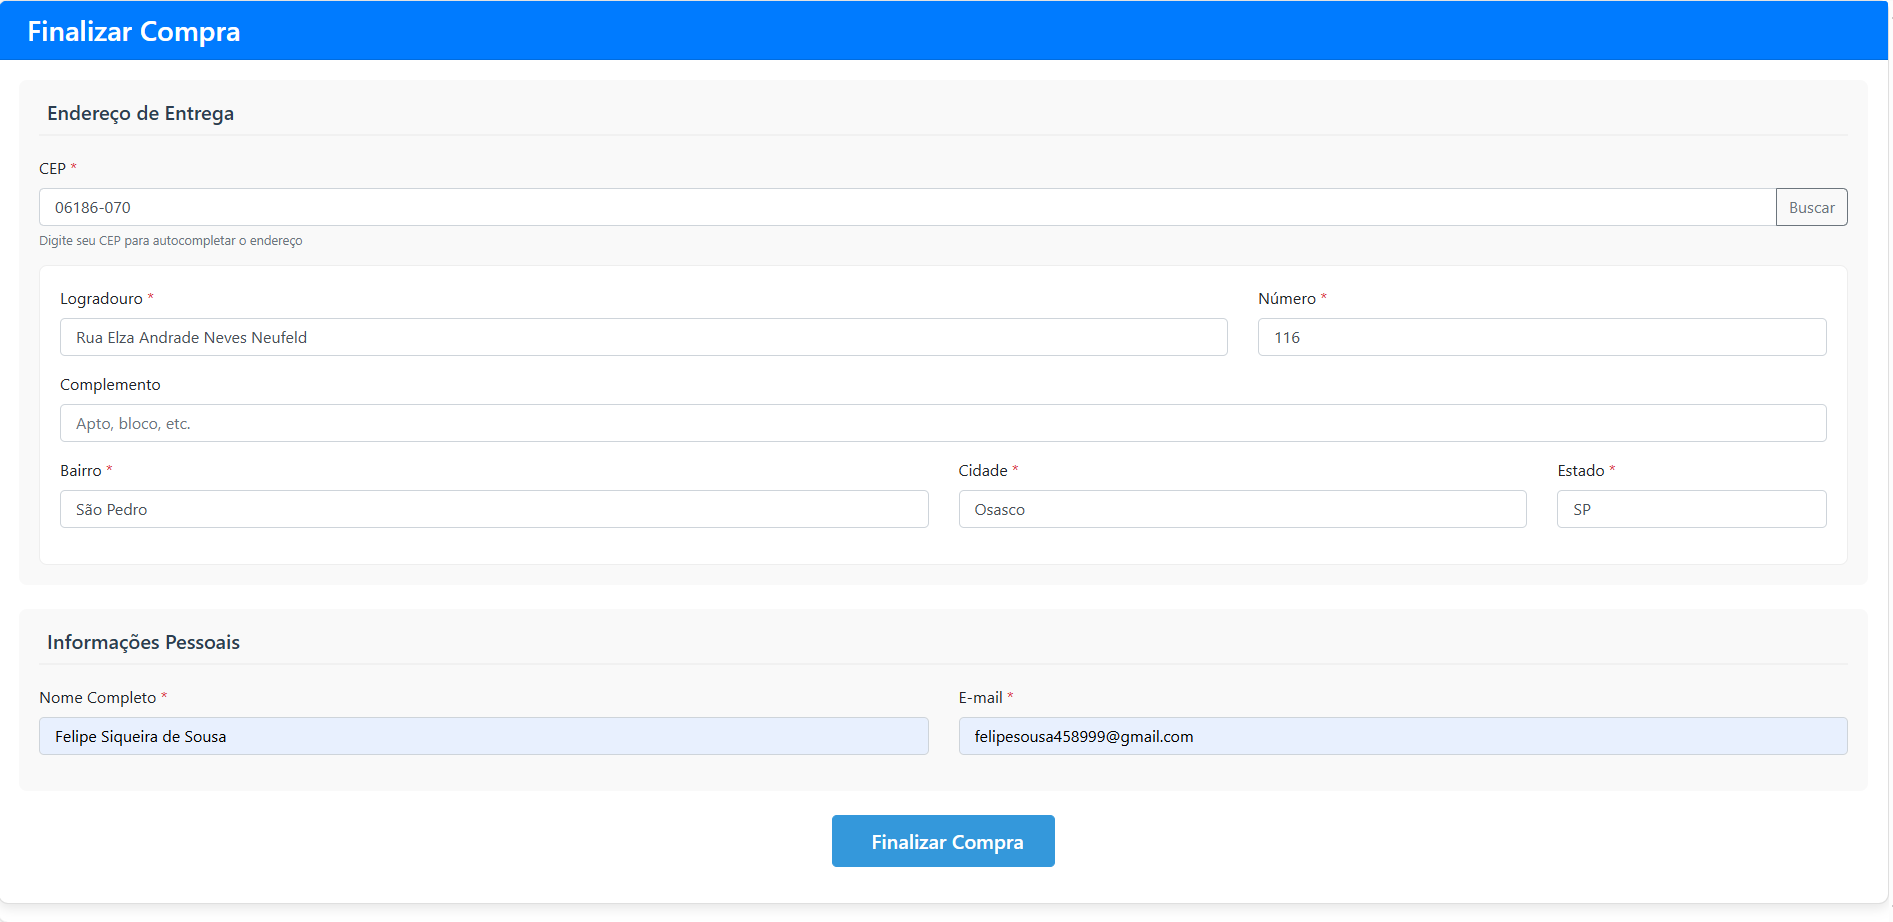 Finalizar Compra
Endereço de Entrega
CEP *
06186-070
Buscar
Digite seu CEP para autocompletar o endereço
Logradouro *
Número *
Rua Elza Andrade Neves Neufeld
116
Complemento
Apto, bloco, etc.
Bairro *
Cidade *
Estado *
São Pedro
Osasco
SP
Informações Pessoais
Nome Completo *
E-mail *
Felipe Siqueira de Sousa
felipesousa458999@gmail.com
Finalizar Compra